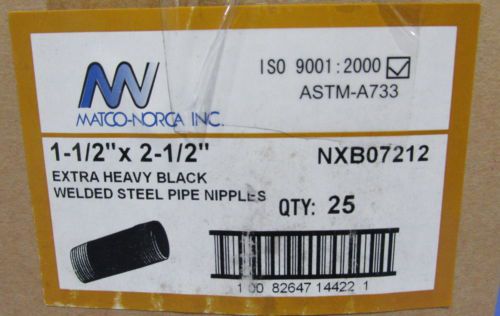 ISO 9001:2000
ASTM-A733
MATCO-NORCA INC.
1-1/2" x 2-1/2" NXB07212
EXTRA HEAVY BLACK
WELDED STEEL PIPE NIPPLES
QTY: 25
1 00 82647 14422 1